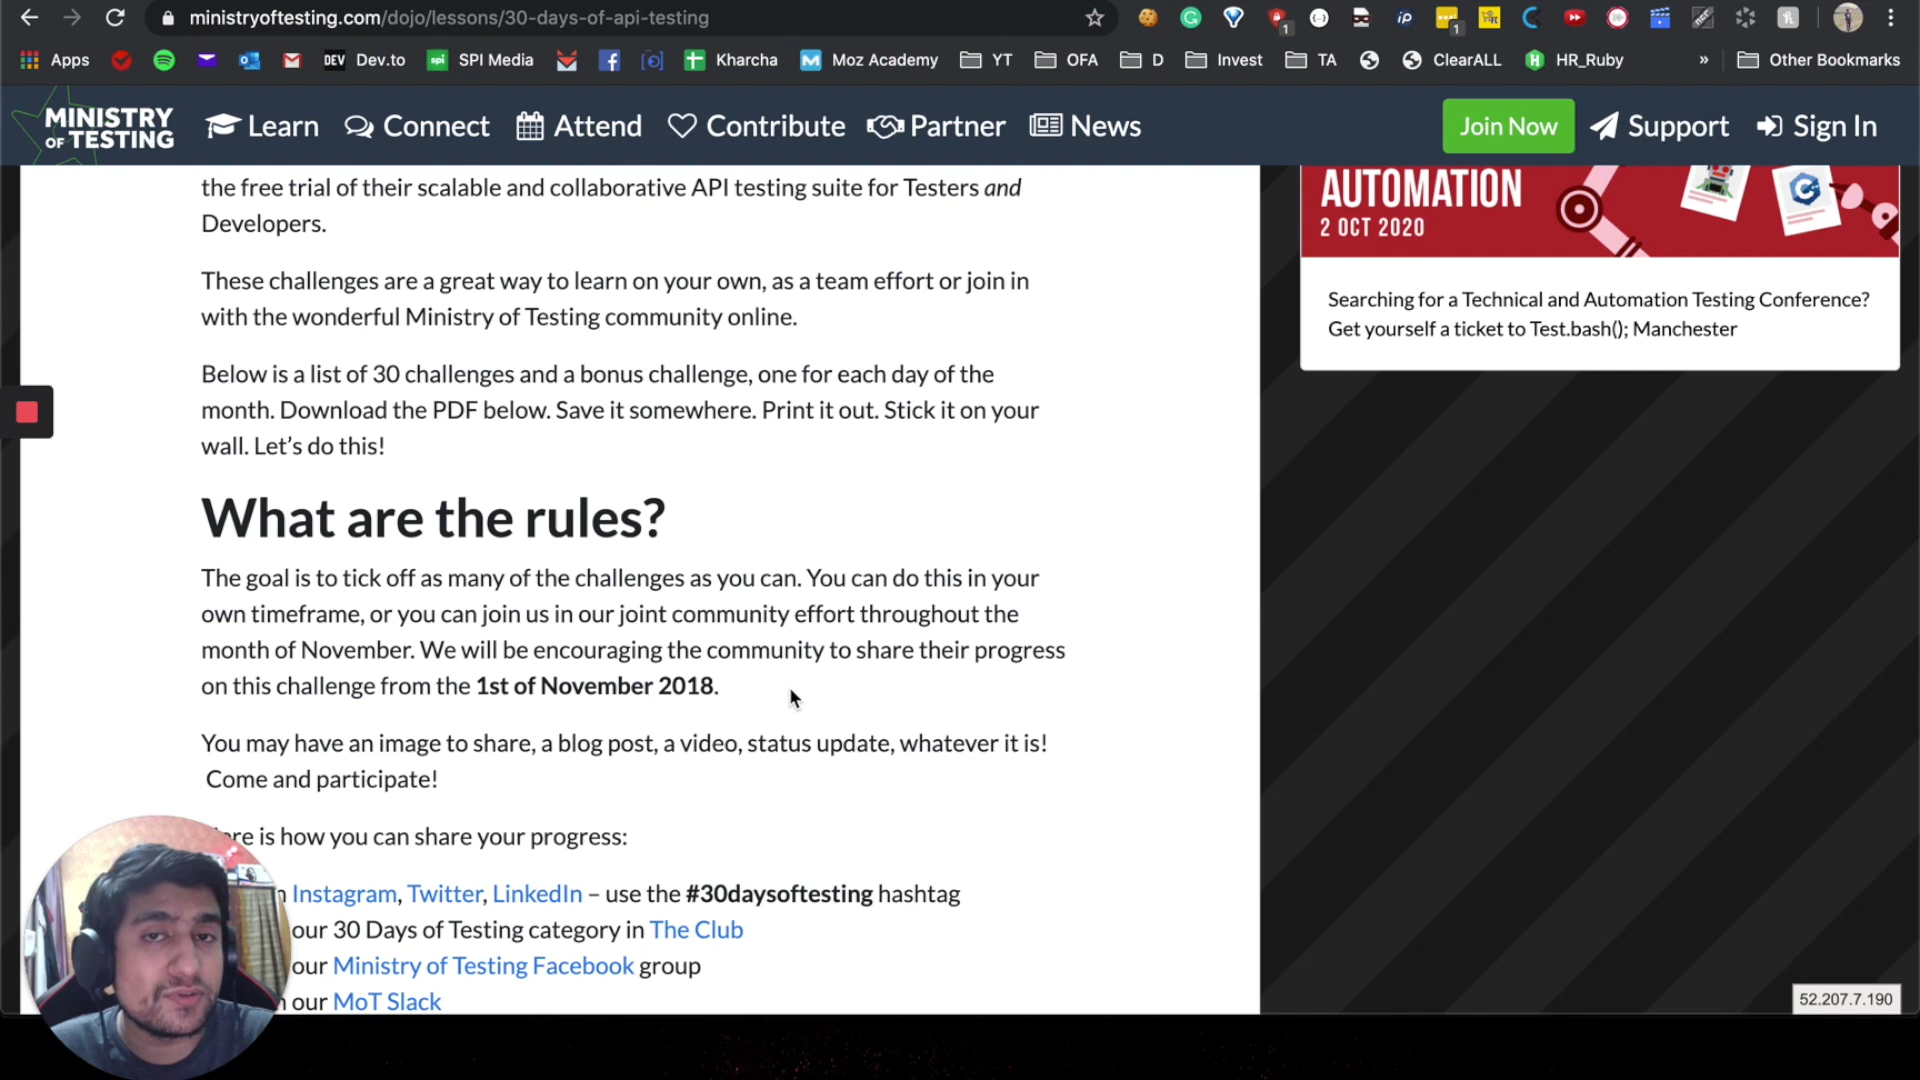 ministryoftesting.com/dojo/lessons/30-days-of-api-testing
Apps
DEV Dev.to
spi SPI Media
Kharcha
Moz Academy
YT
OFA
D
Invest
TA
ClearALL
HR_Ruby
»
Other Bookmarks
MINISTRY
OF TESTING
Learn
Connect
Attend
Contribute
Partner
News
Join Now
Support
Sign In
the free trial of their scalable and collaborative API testing suite for Testers and
Developers.
These challenges are a great way to learn on your own, as a team effort or join in
with the wonderful Ministry of Testing community online.
Below is a list of 30 challenges and a bonus challenge, one for each day of the
month. Download the PDF below. Save it somewhere. Print it out. Stick it on your
wall. Let's do this!
What are the rules?
The goal is to tick off as many of the challenges as you can. You can do this in your
own timeframe, or you can join us in our joint community effort throughout the
month of November. We will be encouraging the community to share their progress
on this challenge from the 1st of November 2018.
You may have an image to share, a blog post, a video, status update, whatever it is!
Come and participate!
is how you can share your progress:
Instagram, Twitter, LinkedIn – use the #30daysoftesting hashtag
our 30 Days of Testing category in The Club
our Ministry of Testing Facebook group
our MoT Slack
AUTOMATION
2 OCT 2020
Searching for a Technical and Automation Testing Conference?
Get yourself a ticket to Test.bash(); Manchester
52.207.7.190